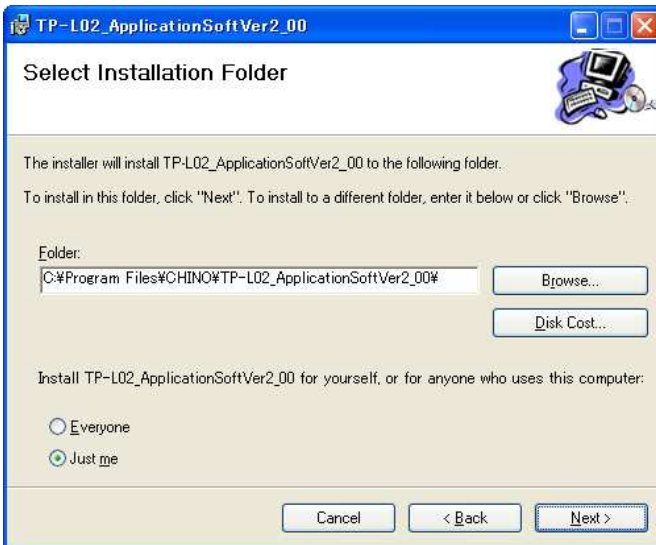 TP-L02_ApplicationSoftVer2_00
Select Installation Folder
The installer will install TP-L02_ApplicationSoftVer2_00 to the following folder.
To install in this folder, click "Next". To install to a different folder, enter it below or click "Browse".
Folder:
C:¥Program Files¥CHINO¥TP-L02_ApplicationSoftVer2_00¥
Browse...
Disk Cost...
Install TP-L02_ApplicationSoftVer2_00 for yourself, or for anyone who uses this computer:
Everyone
Just me
Cancel
< Back
Next >